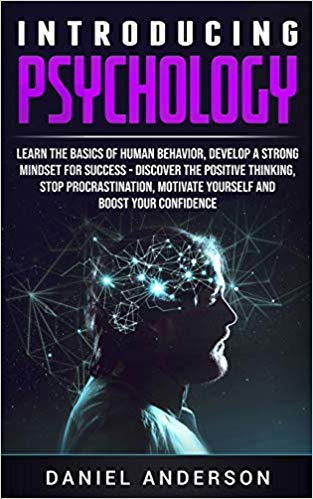 INTRODUCING
PSYCHOLOGY
LEARN THE BASICS OF HUMAN BEHAVIOR, DEVELOP A STRONG
MINDSET FOR SUCCESS - DISCOVER THE POSITIVE THINKING,
STOP PROCRASTINATION, MOTIVATE YOURSELF AND
BOOST YOUR CONFIDENCE
DANIEL ANDERSON